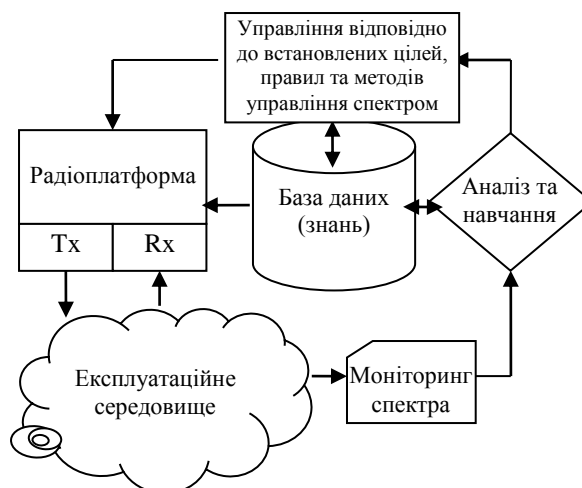 Управління відповідно
до встановлених цілей,
правил та методів
управління спектром
Радіоплатформа
Tx
Rx
База даних
(знань)
Аналіз та
навчання
Експлуатаційне
середовище
Моніторинг
спектра